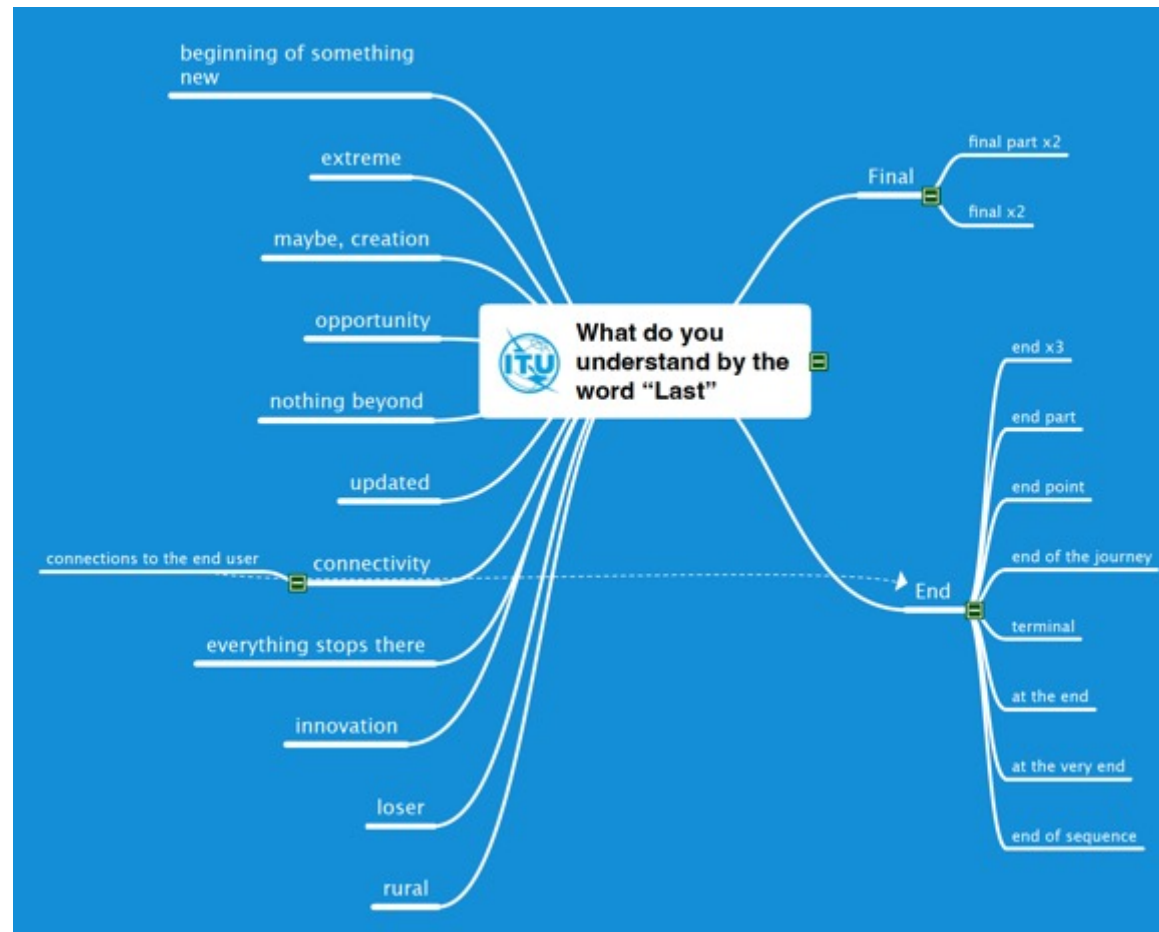 beginning of something
new
extreme
maybe, creation
opportunity
nothing beyond
updated
connections to the end user
connectivity
everything stops there
innovation
loser
rural
ITU
What do you
understand by the
word “Last”
Final
final part x2
final x2
End
end x3
end part
end point
end of the journey
terminal
at the end
at the very end
end of sequence